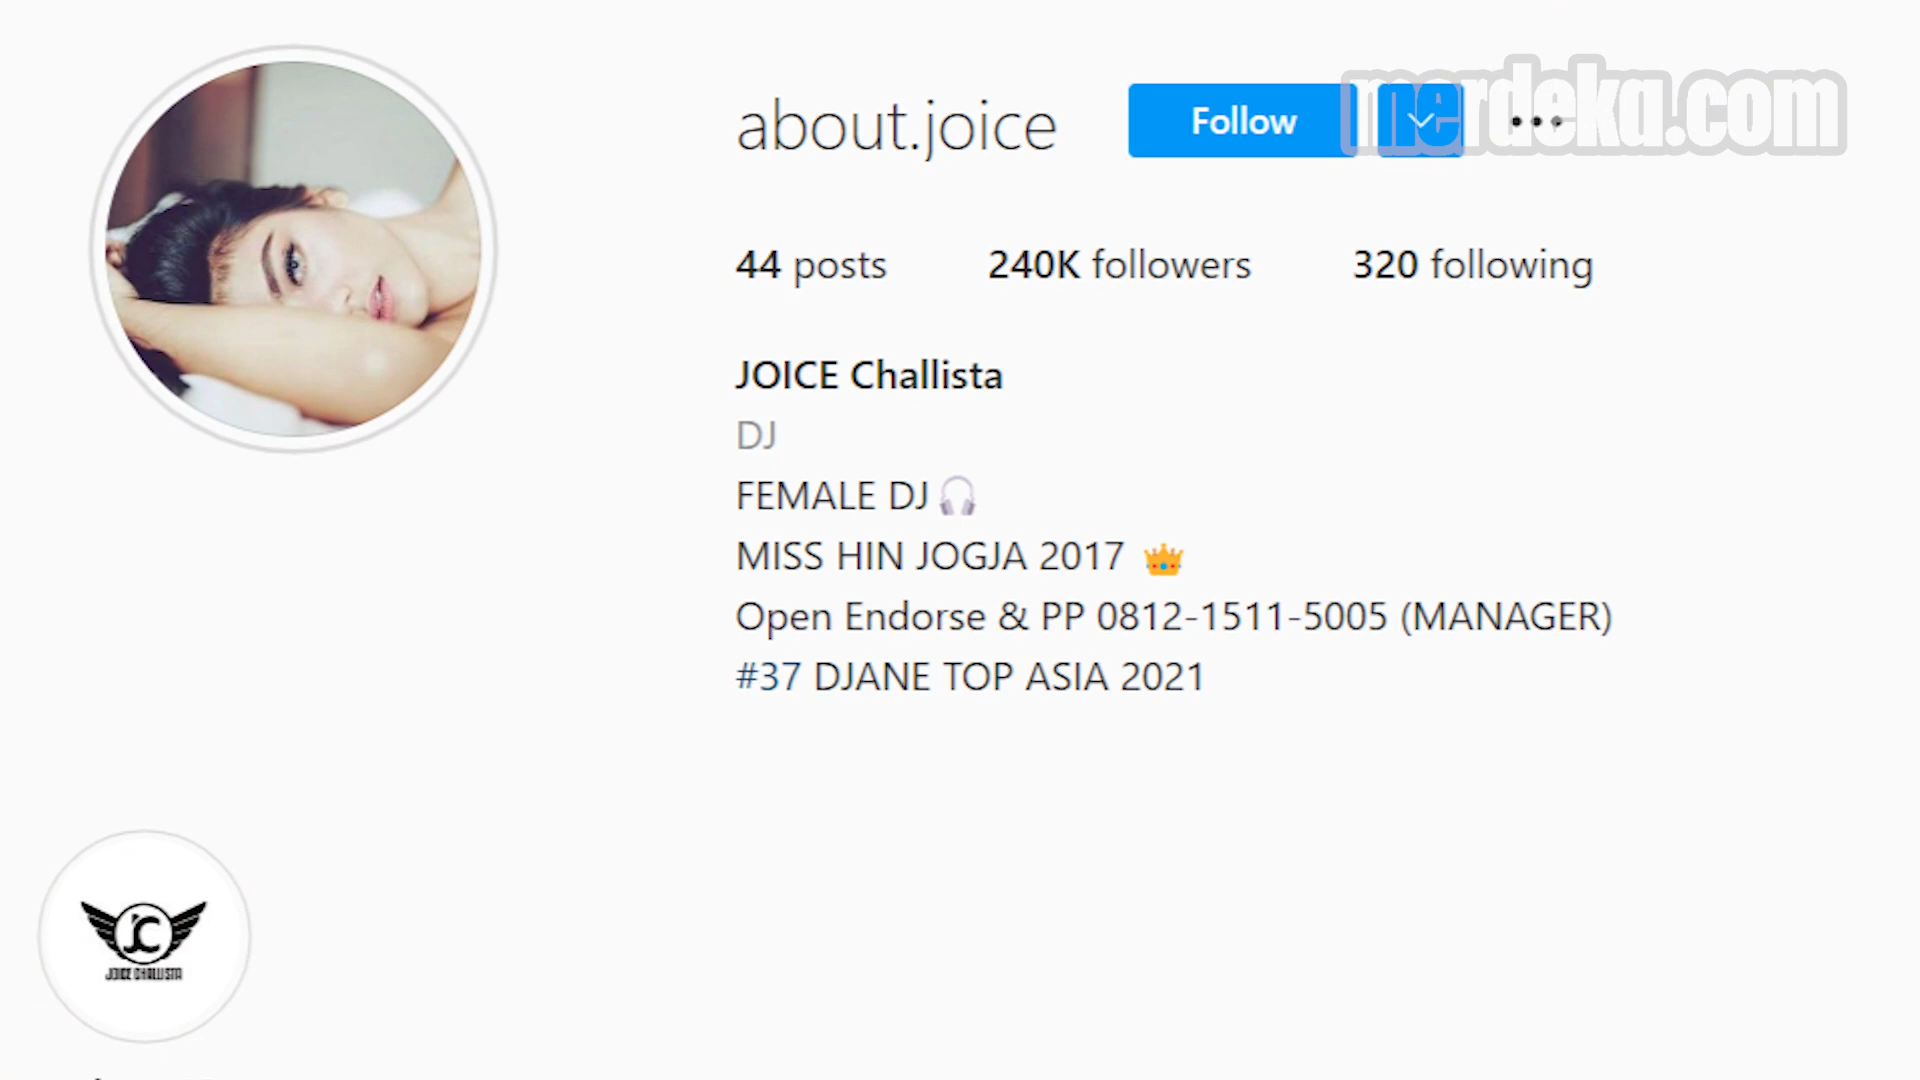 about.joice Follow
merdeka.com
44 posts 240K followers 320 following
JOICE Challista
DJ
FEMALE DJ 🎧
MISS HIN JOGJA 2017 👑
Open Endorse & PP 0812-1511-5005 (MANAGER)
#37 DJANE TOP ASIA 2021
JC
JOICE CHALLISTA